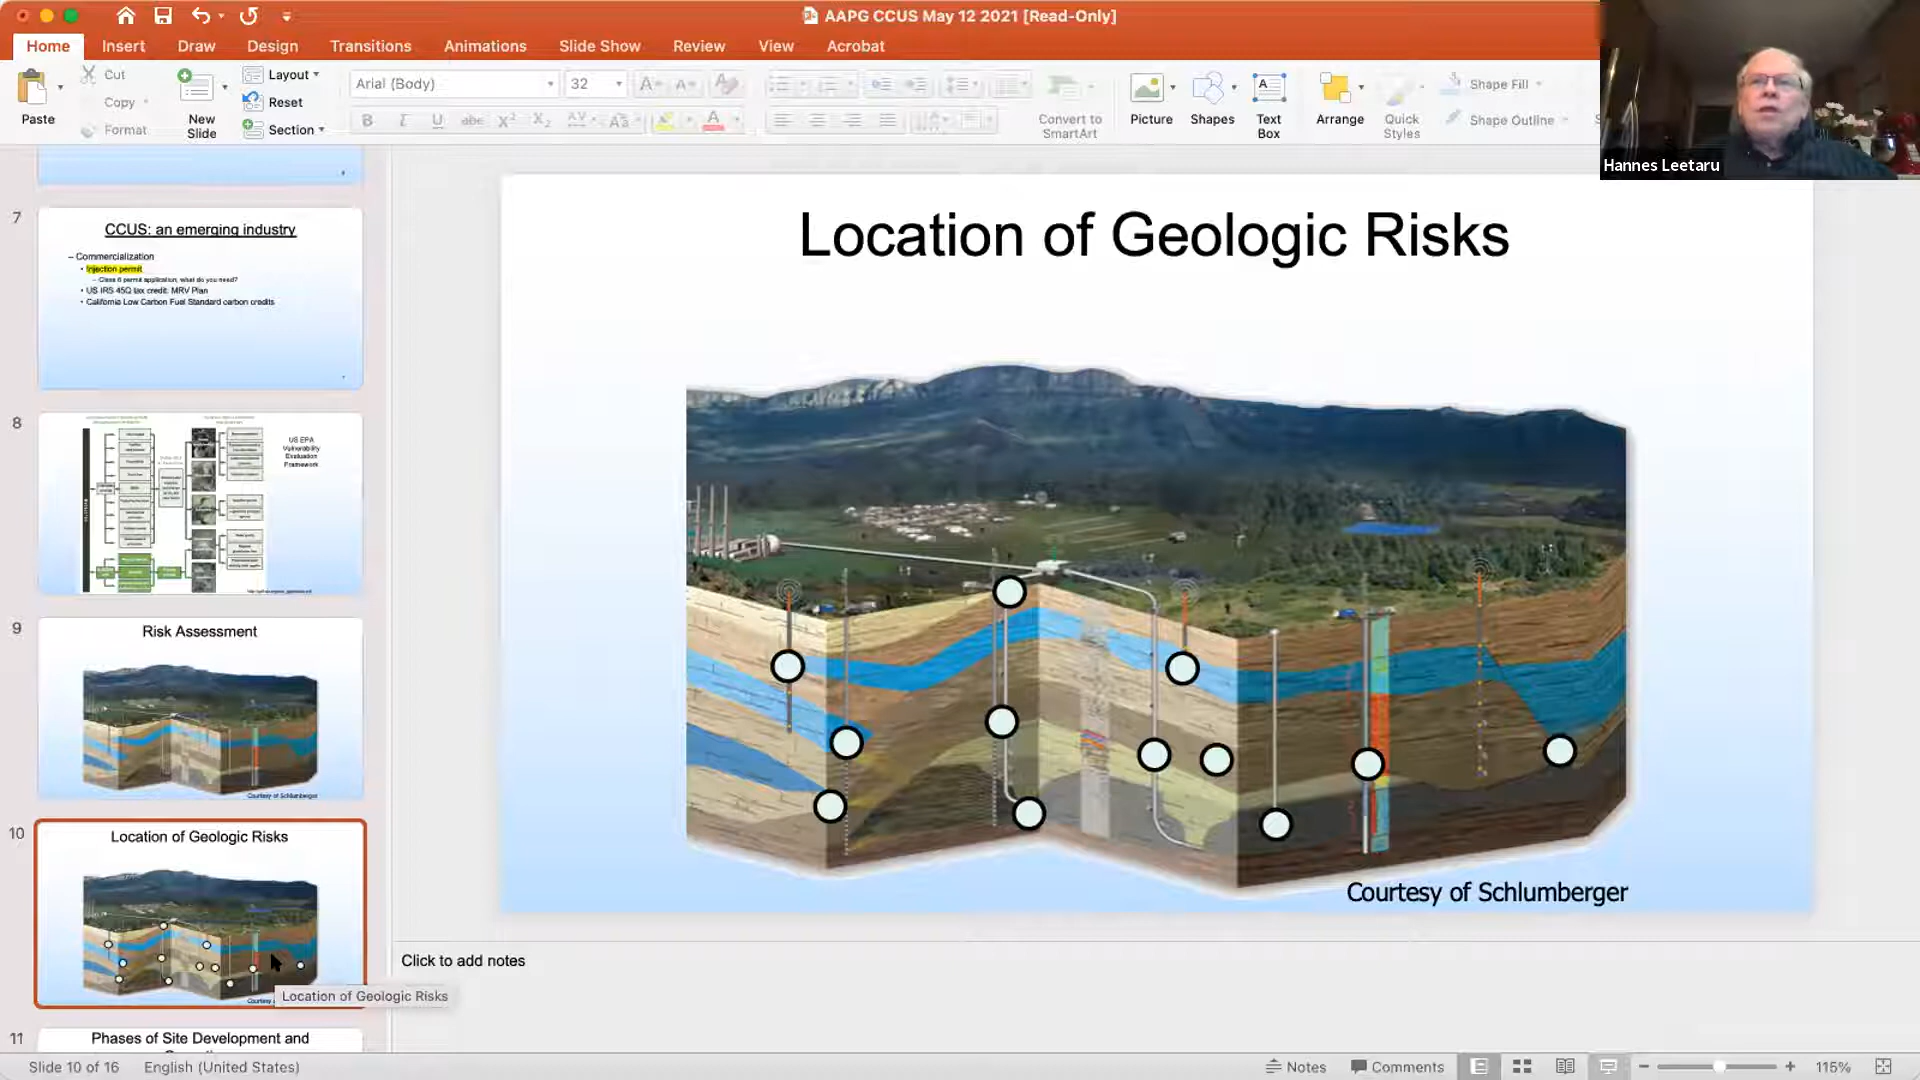 AAPG CCUS May 12 2021 [Read-Only]
Home Insert Draw Design Transitions Animations Slide Show Review View Acrobat
Paste
Cut
Copy
Format
New
Slide
Layout
Reset
Section
Arial (Body) 32
Convert to
SmartArt
Picture
Shapes
Text
Box
Arrange
Quick
Styles
Shape Fill
Shape Outline
Hannes Leetaru
7
CCUS: an emerging industry
– Commercialization
• Injection permit
– Class 6 permit application, what do you need?
• US IRS 45Q tax credit: MRV Plan
• California Low Carbon Fuel Standard carbon credits
8
US EPA
Vulnerability
Evaluation
Framework
9
Risk Assessment
Courtesy of Schlumberger
10
Location of Geologic Risks
Courtesy
Location of Geologic Risks
11
Phases of Site Development and
Location of Geologic Risks
Courtesy of Schlumberger
Click to add notes
Slide 10 of 16 English (United States) Notes Comments 115%